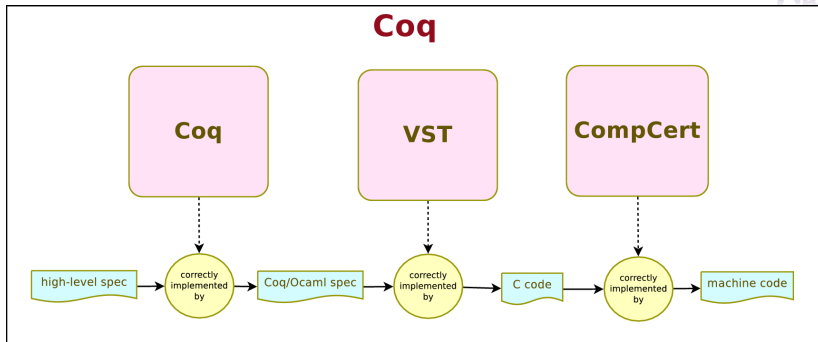 Coq
Coq
VST
CompCert
high-level spec
correctly
implemented
by
Coq/Ocaml spec
correctly
implemented
by
C code
correctly
implemented
by
machine code